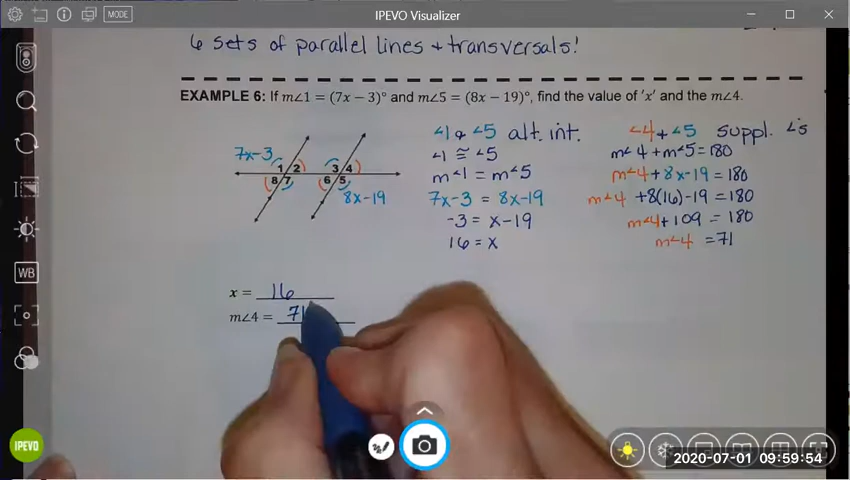 IPEVO Visualizer
MODE
6 sets of parallel lines + transversals!
EXAMPLE 6: If m∠1 = (7x – 3)° and m∠5 = (8x – 19)°, find the value of 'x' and the m∠4.
7x-3
1 2
3 4
8 7
6 5
8x-19
∠1 & ∠5 alt. int.
∠1 ≅ ∠5
m∠1 = m∠5
7x-3 = 8x-19
-3 = x-19
16 = x
∠4 + ∠5 suppl. ∠'s
m∠4 + m∠5 = 180
m∠4 + 8x-19 = 180
m∠4 + 8(16) -19 = 180
m∠4 + 109 = 180
m∠4 = 71
x = 16
m∠4 = 71
WB
IPEVO
2020-07-01 09:59:54